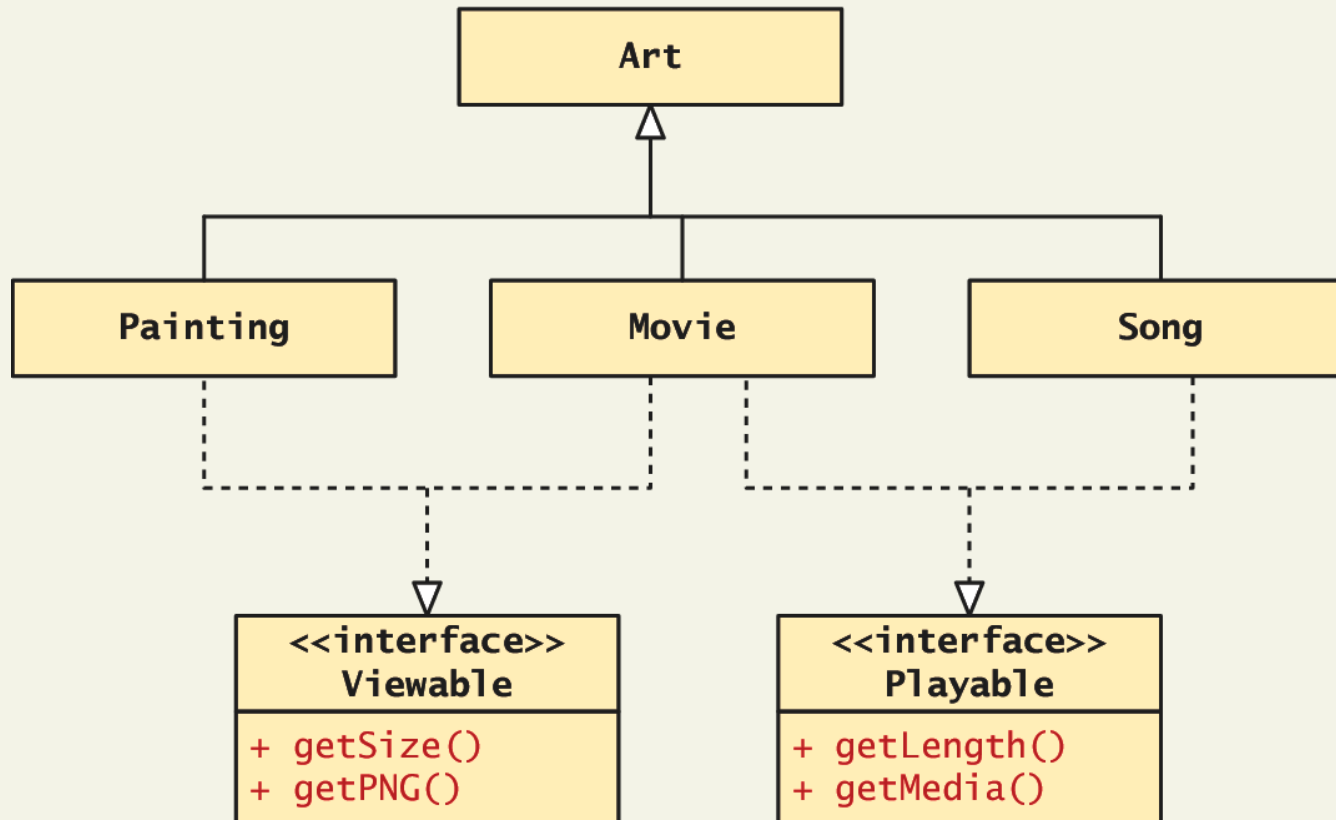 Art
Painting
Movie
Song
<<interface>>
Viewable
+ getSize()
+ getPNG()
<<interface>>
Playable
+ getLength()
+ getMedia()